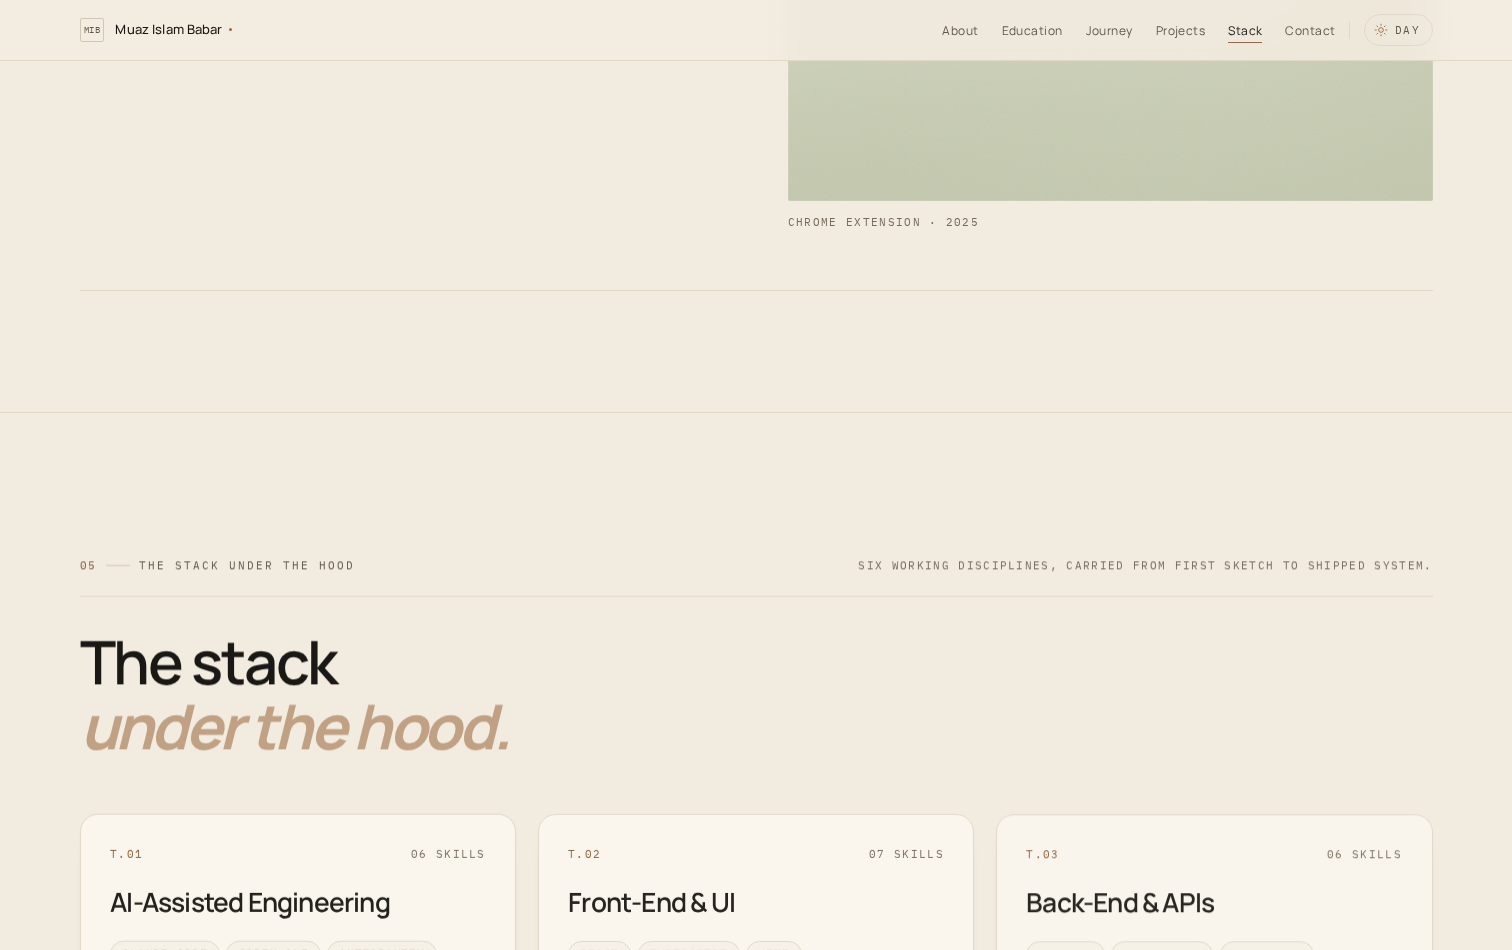 MIB
Muaz Islam Babar •
About Education Journey Projects Stack Contact DAY
CHROME EXTENSION · 2025
05 — THE STACK UNDER THE HOOD
SIX WORKING DISCIPLINES, CARRIED FROM FIRST SKETCH TO SHIPPED SYSTEM.
The stack
under the hood.
T.01 06 SKILLS
AI-Assisted Engineering
T.02 07 SKILLS
Front-End & UI
T.03 06 SKILLS
Back-End & APIs